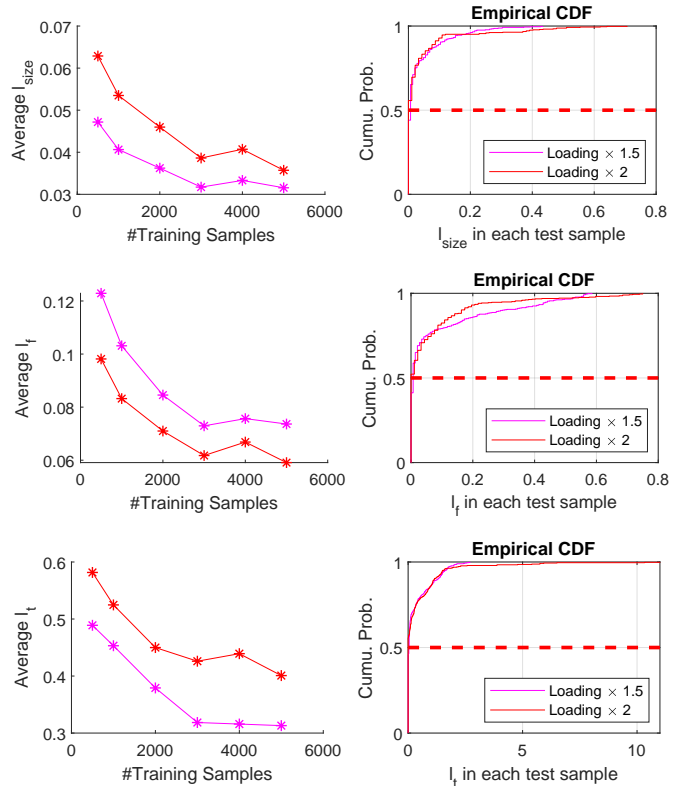 0.07
0.06
0.05
0.04
0.03
0
2000
4000
6000
Average I_size
#Training Samples
Empirical CDF
1
0.5
0
0
0.2
0.4
0.6
0.8
Cumu. Prob.
Loading × 1.5
Loading × 2
I_size in each test sample
0.12
0.1
0.08
0.06
0
2000
4000
6000
Average I_f
#Training Samples
Empirical CDF
1
0.5
0
0
0.2
0.4
0.6
0.8
Cumu. Prob.
Loading × 1.5
Loading × 2
I_f in each test sample
0.6
0.5
0.4
0.3
0
2000
4000
6000
Average I_t
#Training Samples
Empirical CDF
1
0.5
0
0
5
10
Cumu. Prob.
Loading × 1.5
Loading × 2
I_t in each test sample